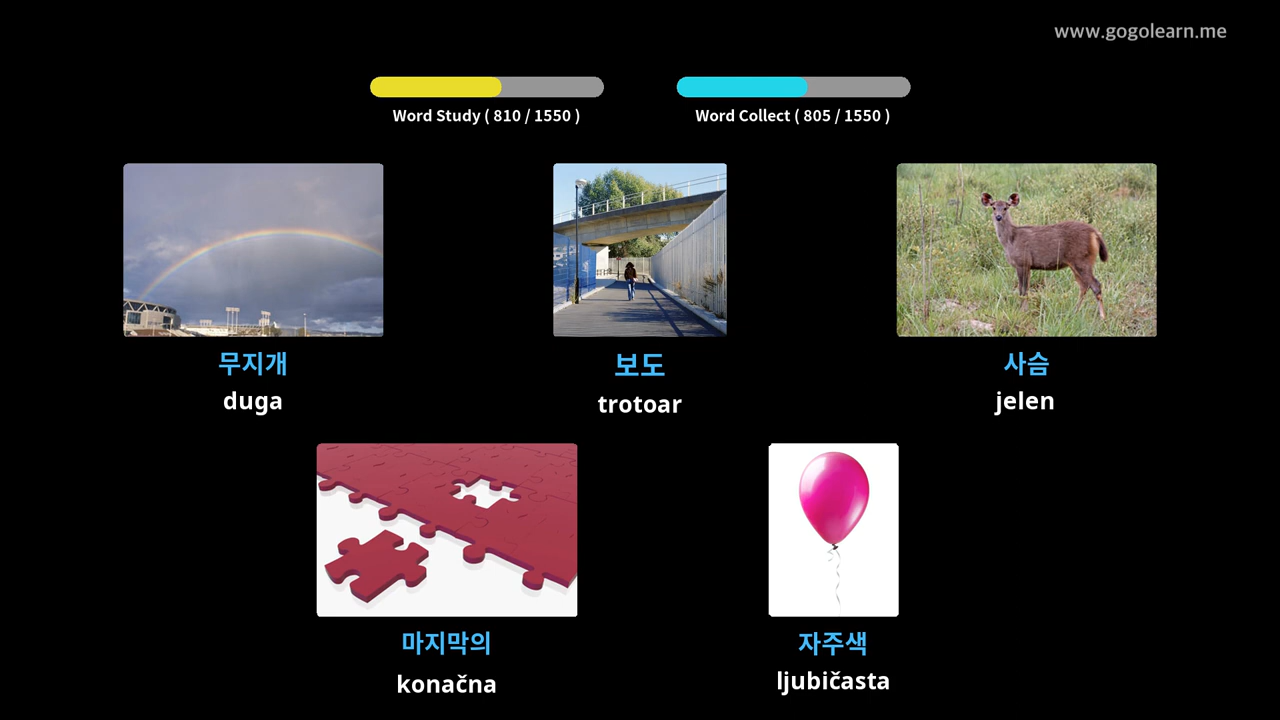 www.gogolearn.me
Word Study ( 810 / 1550 )
Word Collect ( 805 / 1550 )
무지개
duga
보도
trotoar
사슴
jelen
마지막의
konačna
자주색
ljubičasta